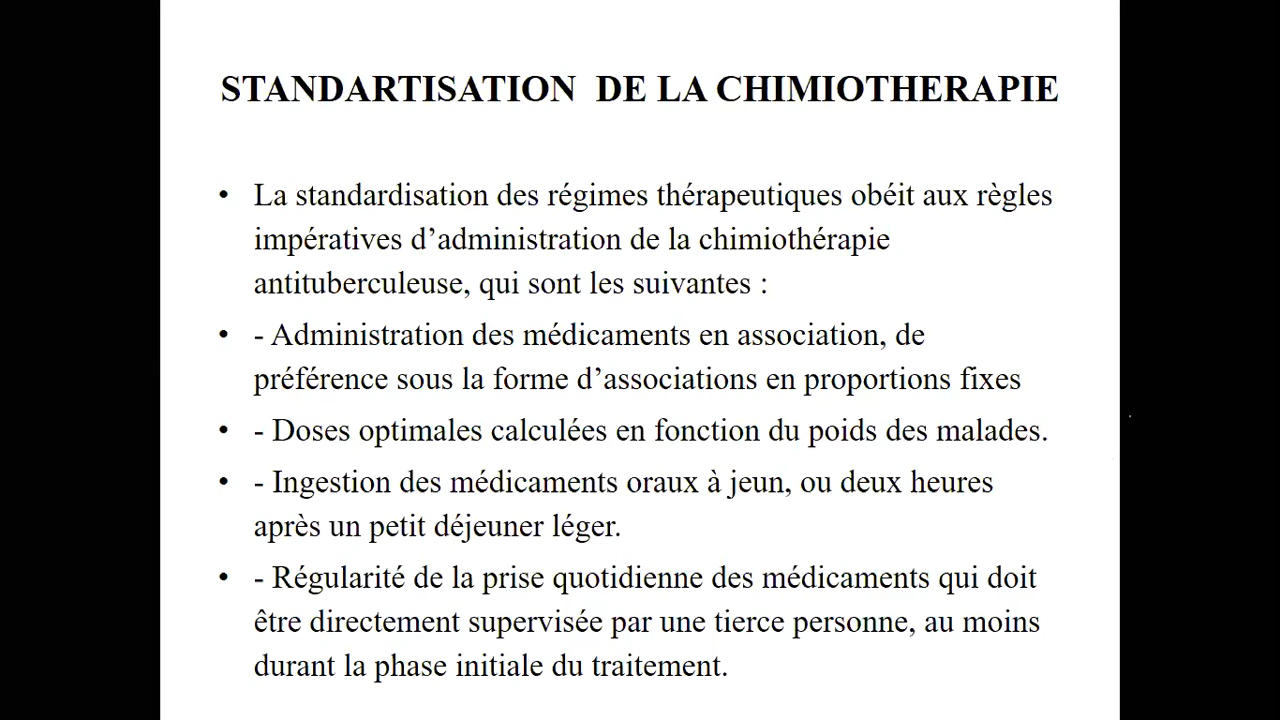 STANDARTISATION  DE LA CHIMIOTHERAPIE
• La standardisation des régimes thérapeutiques obéit aux règles
impératives d’administration de la chimiothérapie
antituberculeuse, qui sont les suivantes :
• - Administration des médicaments en association, de
préférence sous la forme d’associations en proportions fixes
• - Doses optimales calculées en fonction du poids des malades.
• - Ingestion des médicaments oraux à jeun, ou deux heures
après un petit déjeuner léger.
• - Régularité de la prise quotidienne des médicaments qui doit
être directement supervisée par une tierce personne, au moins
durant la phase initiale du traitement.